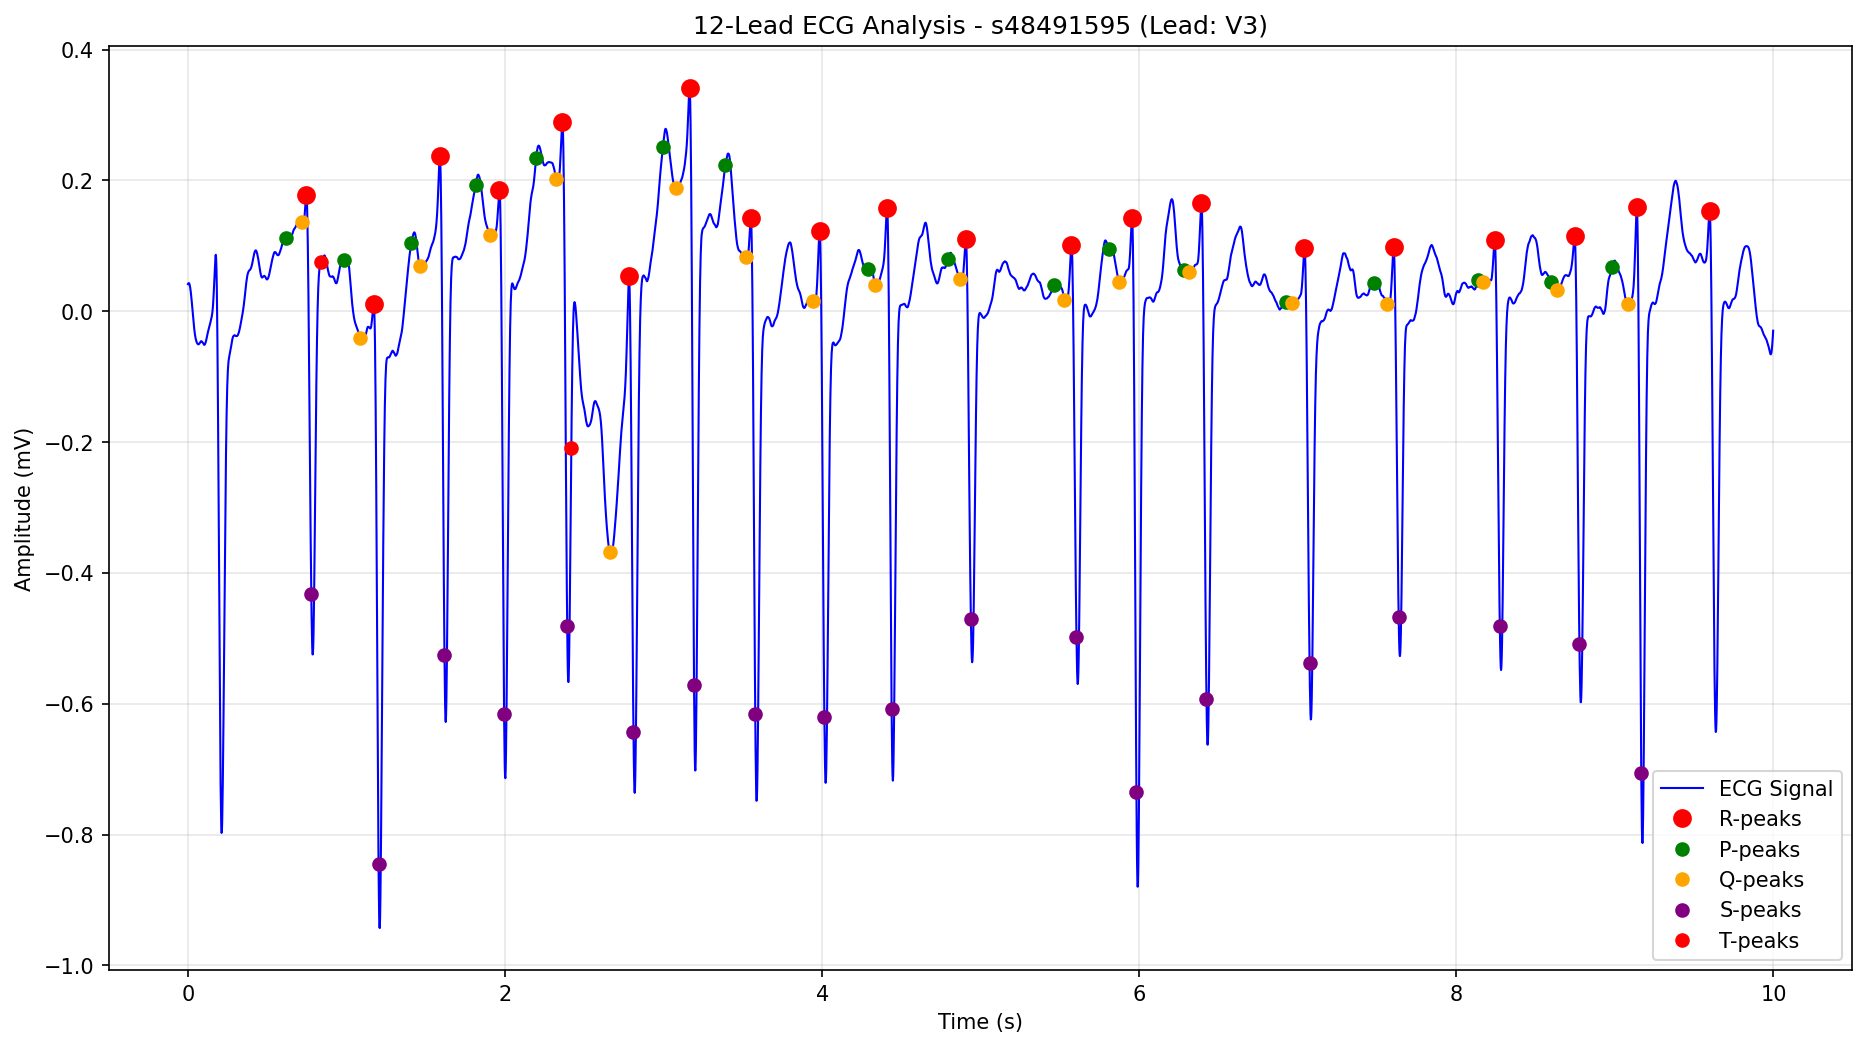 12-Lead ECG Analysis - s48491595 (Lead: V3)
Amplitude (mV)
0.4
0.2
0.0
−0.2
−0.4
−0.6
−0.8
−1.0
0 2 4 6 8 10
Time (s)
ECG Signal
R-peaks
P-peaks
Q-peaks
S-peaks
T-peaks